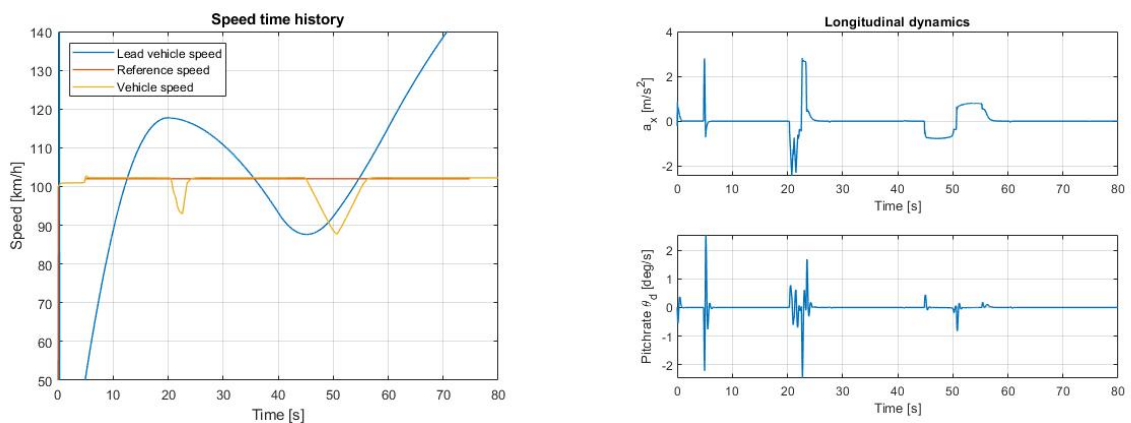 Speed time history
140
130
120
110
100
90
80
70
60
50
Speed [km/h]
Lead vehicle speed
Reference speed
Vehicle speed
0 10 20 30 40 50 60 70 80
Time [s]
Longitudinal dynamics
4
2
0
-2
a_x [m/s^2]
0 10 20 30 40 50 60 70 80
Time [s]
2
1
0
-1
-2
Pitchrate θ_d [deg/s]
0 10 20 30 40 50 60 70 80
Time [s]